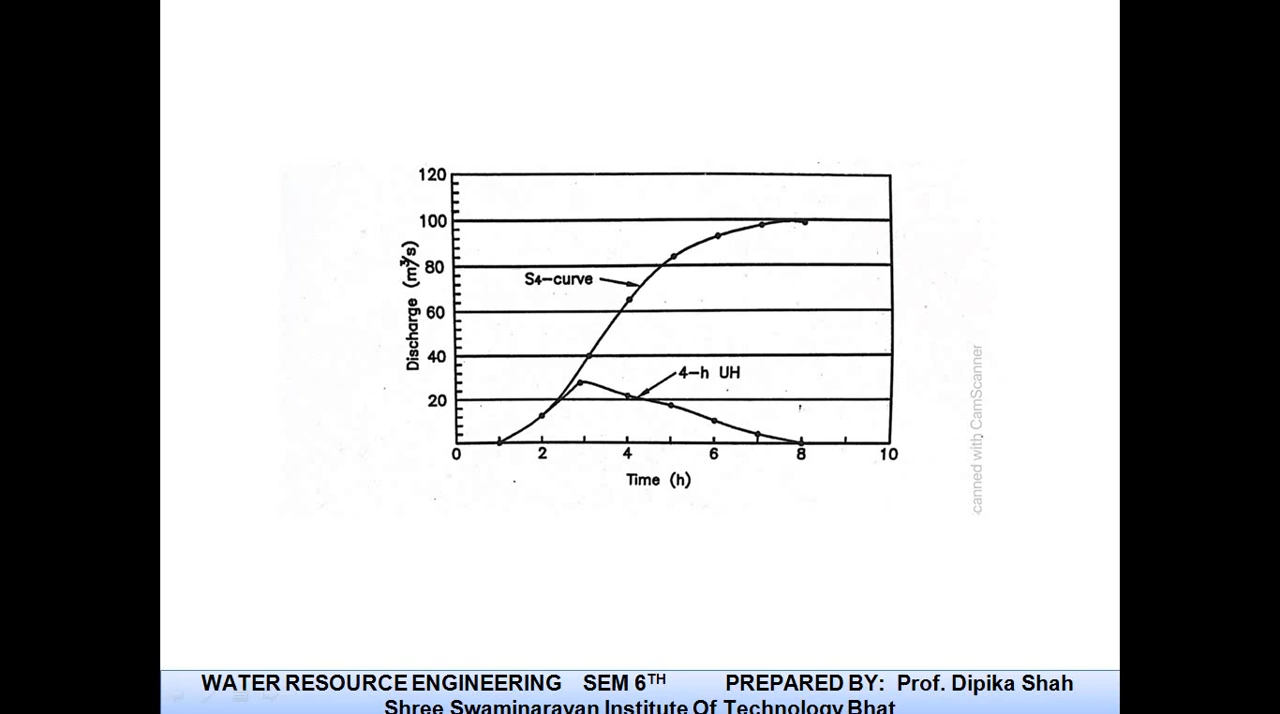 120
100
80
60
40
20
Discharge (m³/s)
S4-curve
4-h UH
0 2 4 6 8 10
Time (h)
canned with CamScanner
WATER RESOURCE ENGINEERING SEM 6TH PREPARED BY: Prof. Dipika Shah
Shree Swaminarayan Institute Of Technology Bhat